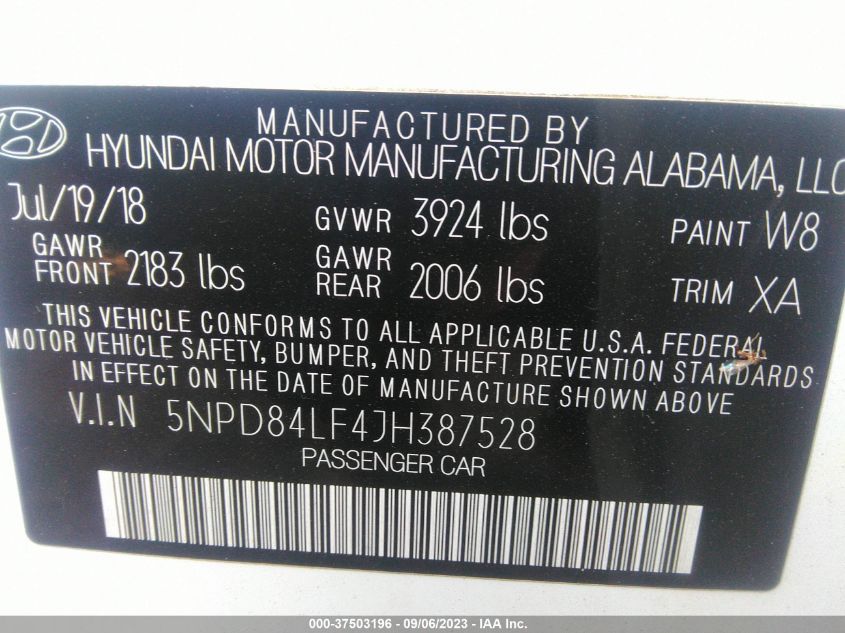 MANUFACTURED BY
HYUNDAI MOTOR MANUFACTURING ALABAMA, LLC
Jul/19/18 GVWR 3924 lbs PAINT W8
GAWR FRONT 2183 lbs GAWR REAR 2006 lbs TRIM XA
THIS VEHICLE CONFORMS TO ALL APPLICABLE U.S.A. FEDERAL
MOTOR VEHICLE SAFETY, BUMPER, AND THEFT PREVENTION STANDARDS
IN EFFECT ON THE DATE OF MANUFACTURE SHOWN ABOVE
V.I.N 5NPD84LF4JH387528
PASSENGER CAR
000-37503196 - 09/06/2023 - IAA Inc.